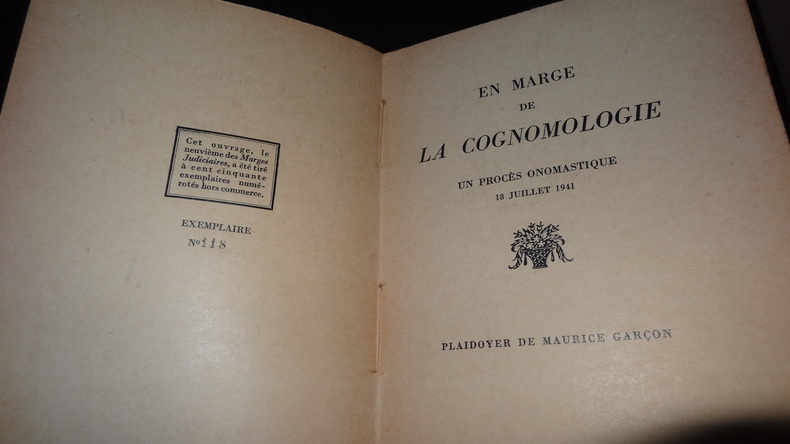 Cet ouvrage, le
neuvième des Marges
Judiciaires, a été tiré
à cent cinquante
exemplaires numé-
rotés hors commerce.
EXEMPLAIRE
Nº 118
EN MARGE
DE
LA COGNOMOLOGIE
UN PROCÈS ONOMASTIQUE
18 JUILLET 1941
PLAIDOYER DE MAURICE GARÇON